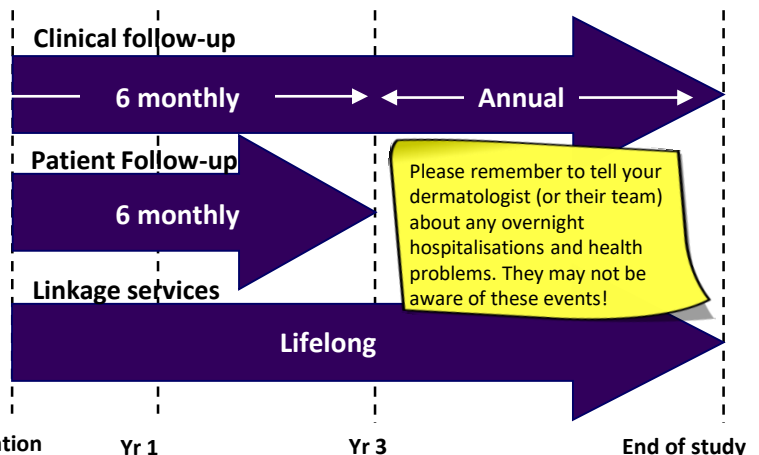 Clinical follow-up
6 monthly
Annual
Patient Follow-up
6 monthly
Please remember to tell your
dermatologist (or their team)
about any overnight
hospitalisations and health
problems. They may not be
aware of these events!
Linkage services
Lifelong
Yr 1
Yr 3
End of study